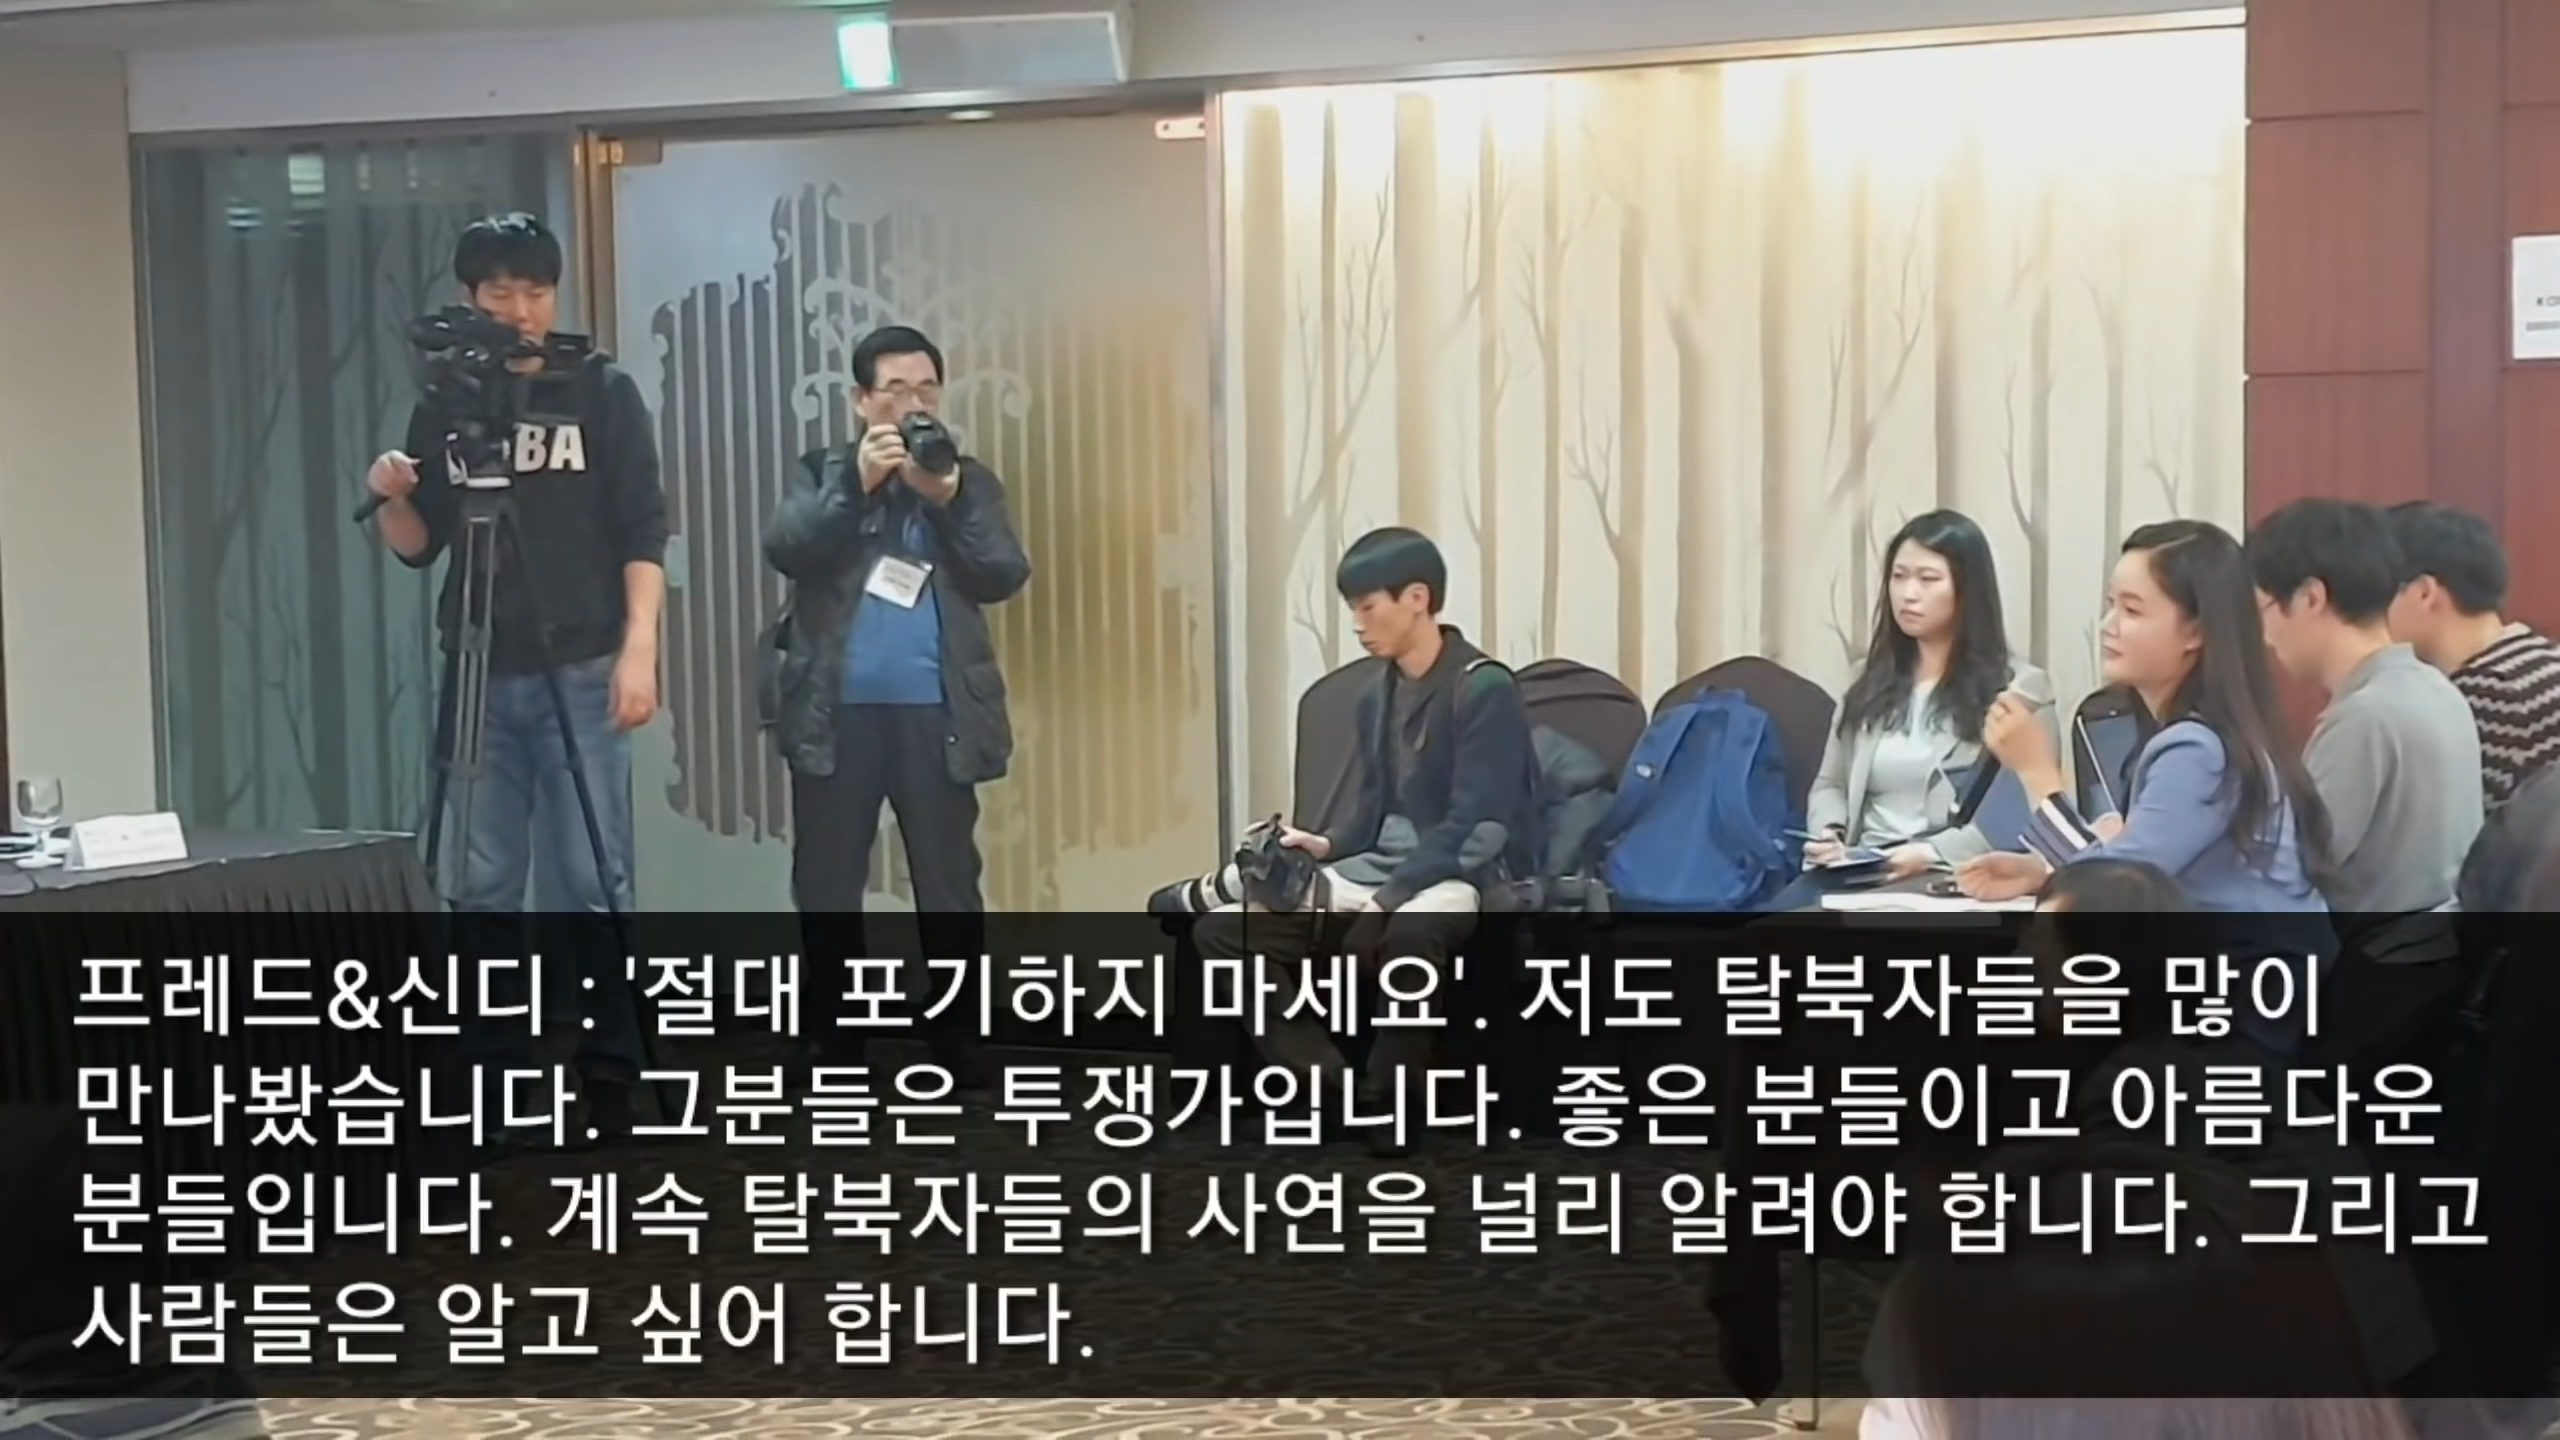 BA
프레드&신디 : '절대 포기하지 마세요'. 저도 탈북자들을 많이
만나봤습니다. 그분들은 투쟁가입니다. 좋은 분들이고 아름다운
분들입니다. 계속 탈북자들의 사연을 널리 알려야 합니다. 그리고
사람들은 알고 싶어 합니다.